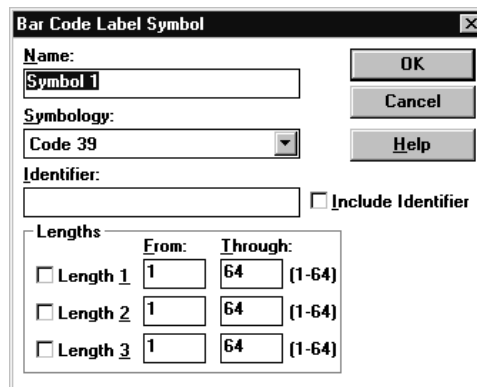 Bar Code Label Symbol
Name:
Symbol 1
OK
Cancel
Symbology:
Code 39
Help
Identifier:
Include Identifier
Lengths
From: Through:
Length 1 1 64 (1-64)
Length 2 1 64 (1-64)
Length 3 1 64 (1-64)